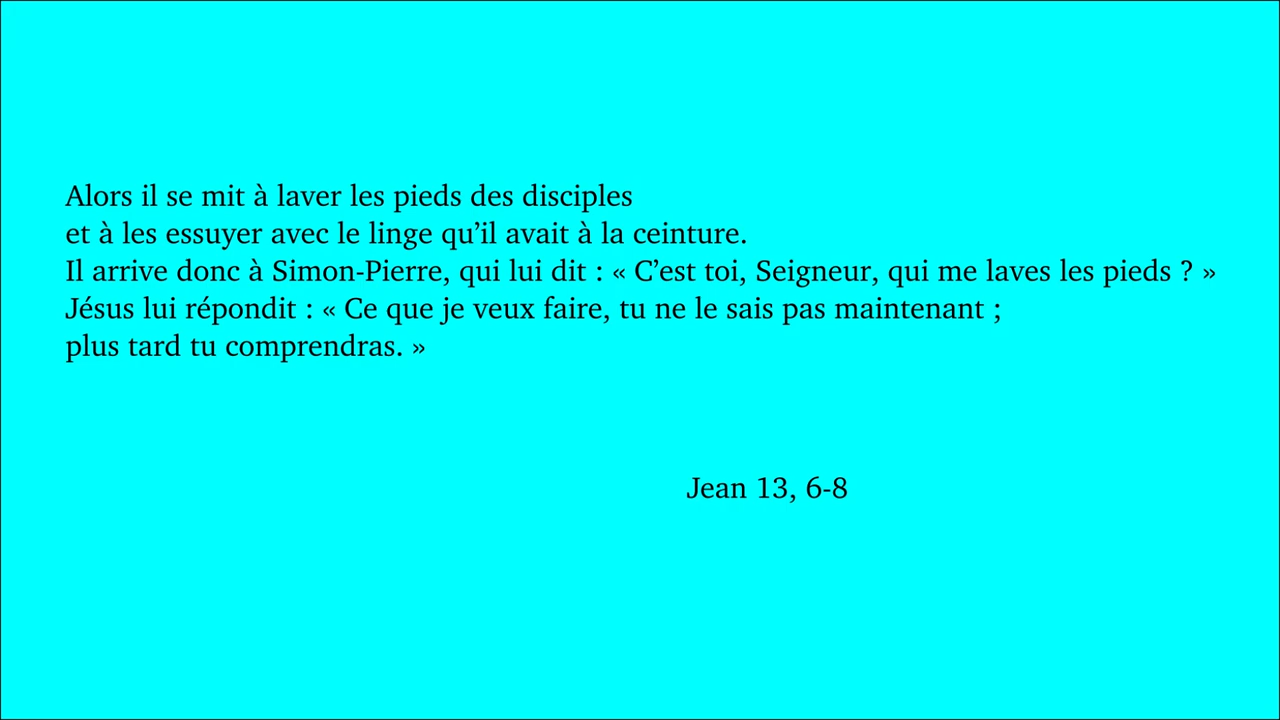 Alors il se mit à laver les pieds des disciples
et à les essuyer avec le linge qu’il avait à la ceinture.
Il arrive donc à Simon-Pierre, qui lui dit : « C’est toi, Seigneur, qui me laves les pieds ? »
Jésus lui répondit : « Ce que je veux faire, tu ne le sais pas maintenant ;
plus tard tu comprendras. »
Jean 13, 6-8